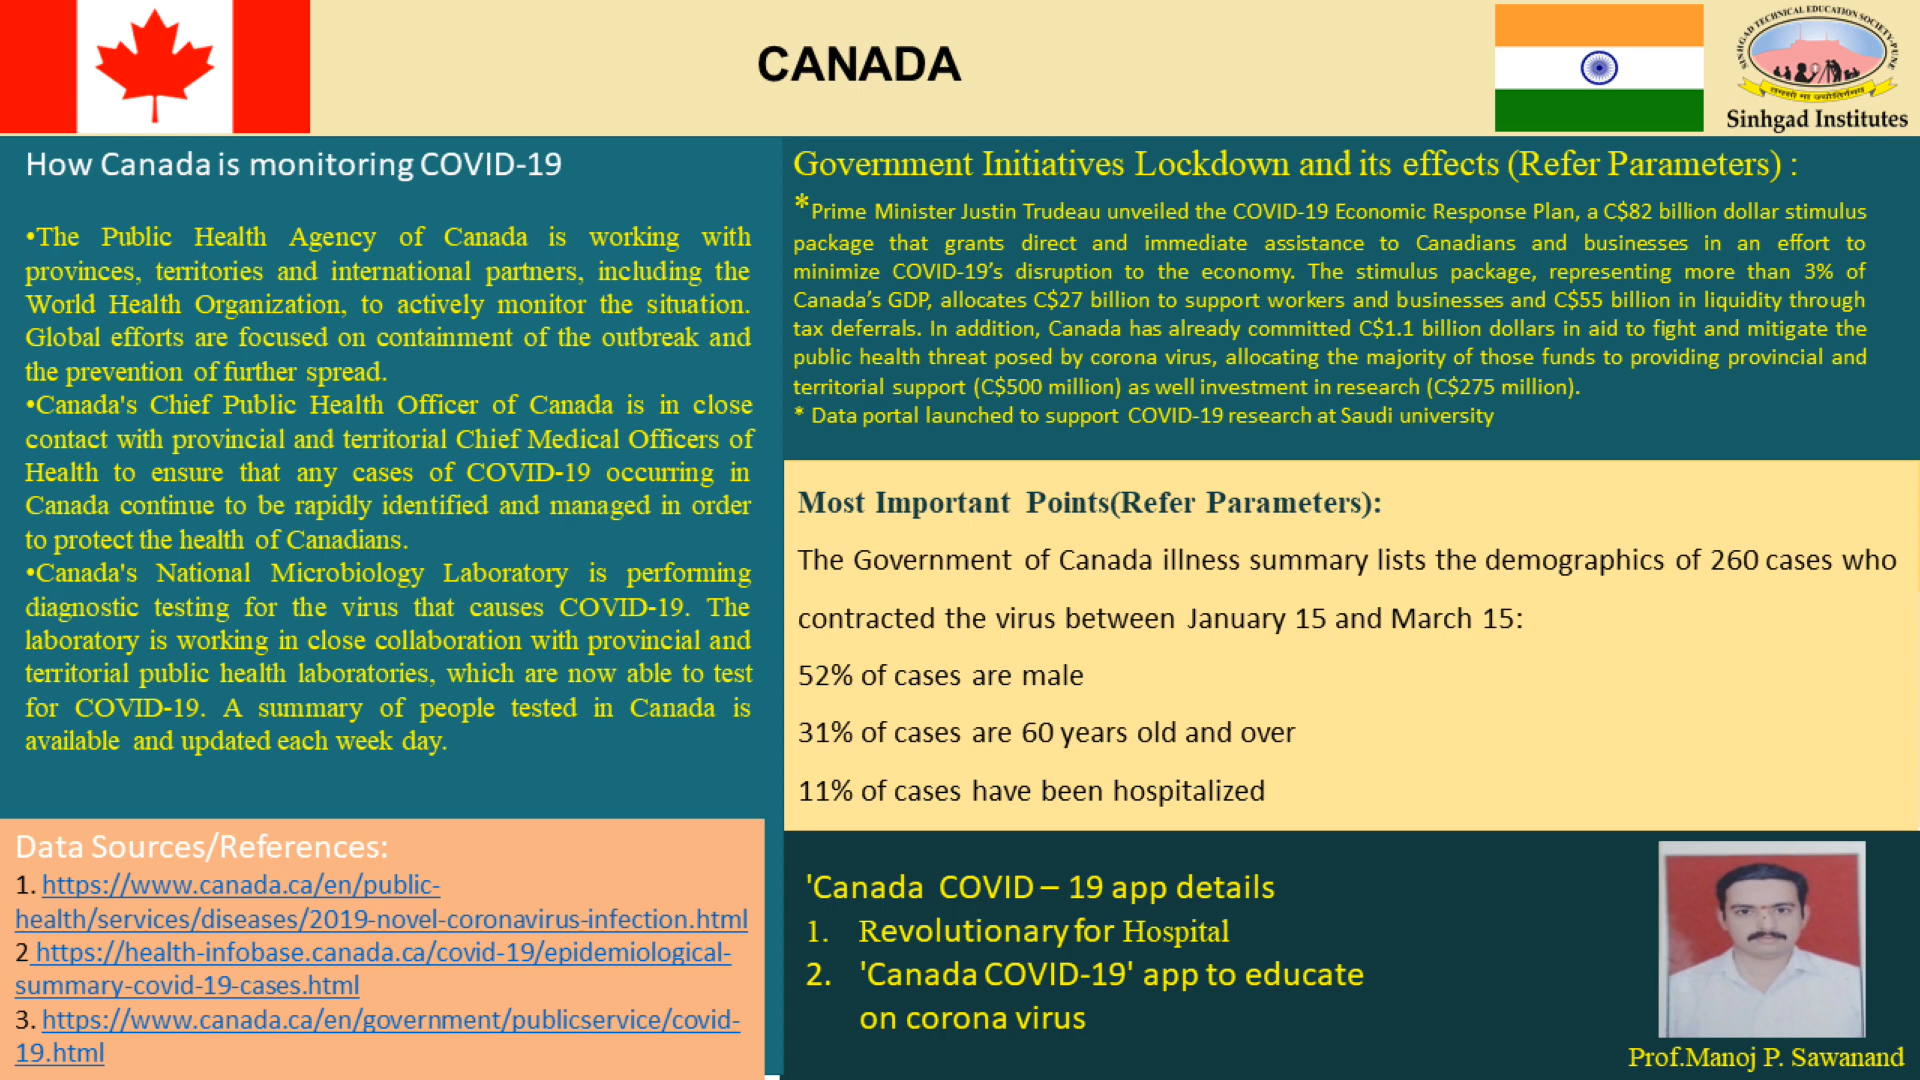 CANADA
SINHGAD TECHNICAL EDUCATION SOCIETY-PUNE
Sinhgad Institutes
How Canada is monitoring COVID-19
•The Public Health Agency of Canada is working with
provinces, territories and international partners, including the
World Health Organization, to actively monitor the situation.
Global efforts are focused on containment of the outbreak and
the prevention of further spread.
•Canada's Chief Public Health Officer of Canada is in close
contact with provincial and territorial Chief Medical Officers of
Health to ensure that any cases of COVID-19 occurring in
Canada continue to be rapidly identified and managed in order
to protect the health of Canadians.
•Canada's National Microbiology Laboratory is performing
diagnostic testing for the virus that causes COVID-19. The
laboratory is working in close collaboration with provincial and
territorial public health laboratories, which are now able to test
for COVID-19. A summary of people tested in Canada is
available and updated each week day.
Data Sources/References:
1. https://www.canada.ca/en/public-
health/services/diseases/2019-novel-coronavirus-infection.html
2 https://health-infobase.canada.ca/covid-19/epidemiological-
summary-covid-19-cases.html
3. https://www.canada.ca/en/government/publicservice/covid-
19.html
Government Initiatives Lockdown and its effects (Refer Parameters) :
*Prime Minister Justin Trudeau unveiled the COVID-19 Economic Response Plan, a C$82 billion dollar stimulus
package that grants direct and immediate assistance to Canadians and businesses in an effort to
minimize COVID-19’s disruption to the economy. The stimulus package, representing more than 3% of
Canada’s GDP, allocates C$27 billion to support workers and businesses and C$55 billion in liquidity through
tax deferrals. In addition, Canada has already committed C$1.1 billion dollars in aid to fight and mitigate the
public health threat posed by corona virus, allocating the majority of those funds to providing provincial and
territorial support (C$500 million) as well investment in research (C$275 million).
* Data portal launched to support COVID-19 research at Saudi university
Most Important Points(Refer Parameters):
The Government of Canada illness summary lists the demographics of 260 cases who
contracted the virus between January 15 and March 15:
52% of cases are male
31% of cases are 60 years old and over
11% of cases have been hospitalized
'Canada COVID – 19 app details
1. Revolutionary for Hospital
2. 'Canada COVID-19' app to educate
on corona virus
Prof.Manoj P. Sawanand